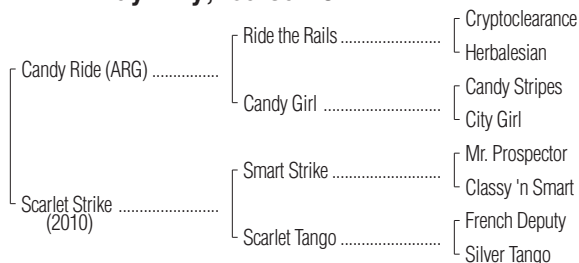 Cryptoclearance
Ride the Rails
Herbalesian
Candy Ride (ARG)
Candy Stripes
Candy Girl
City Girl
Mr. Prospector
Smart Strike
Classy 'n Smart
Scarlet Strike
(2010)
French Deputy
Scarlet Tango
Silver Tango